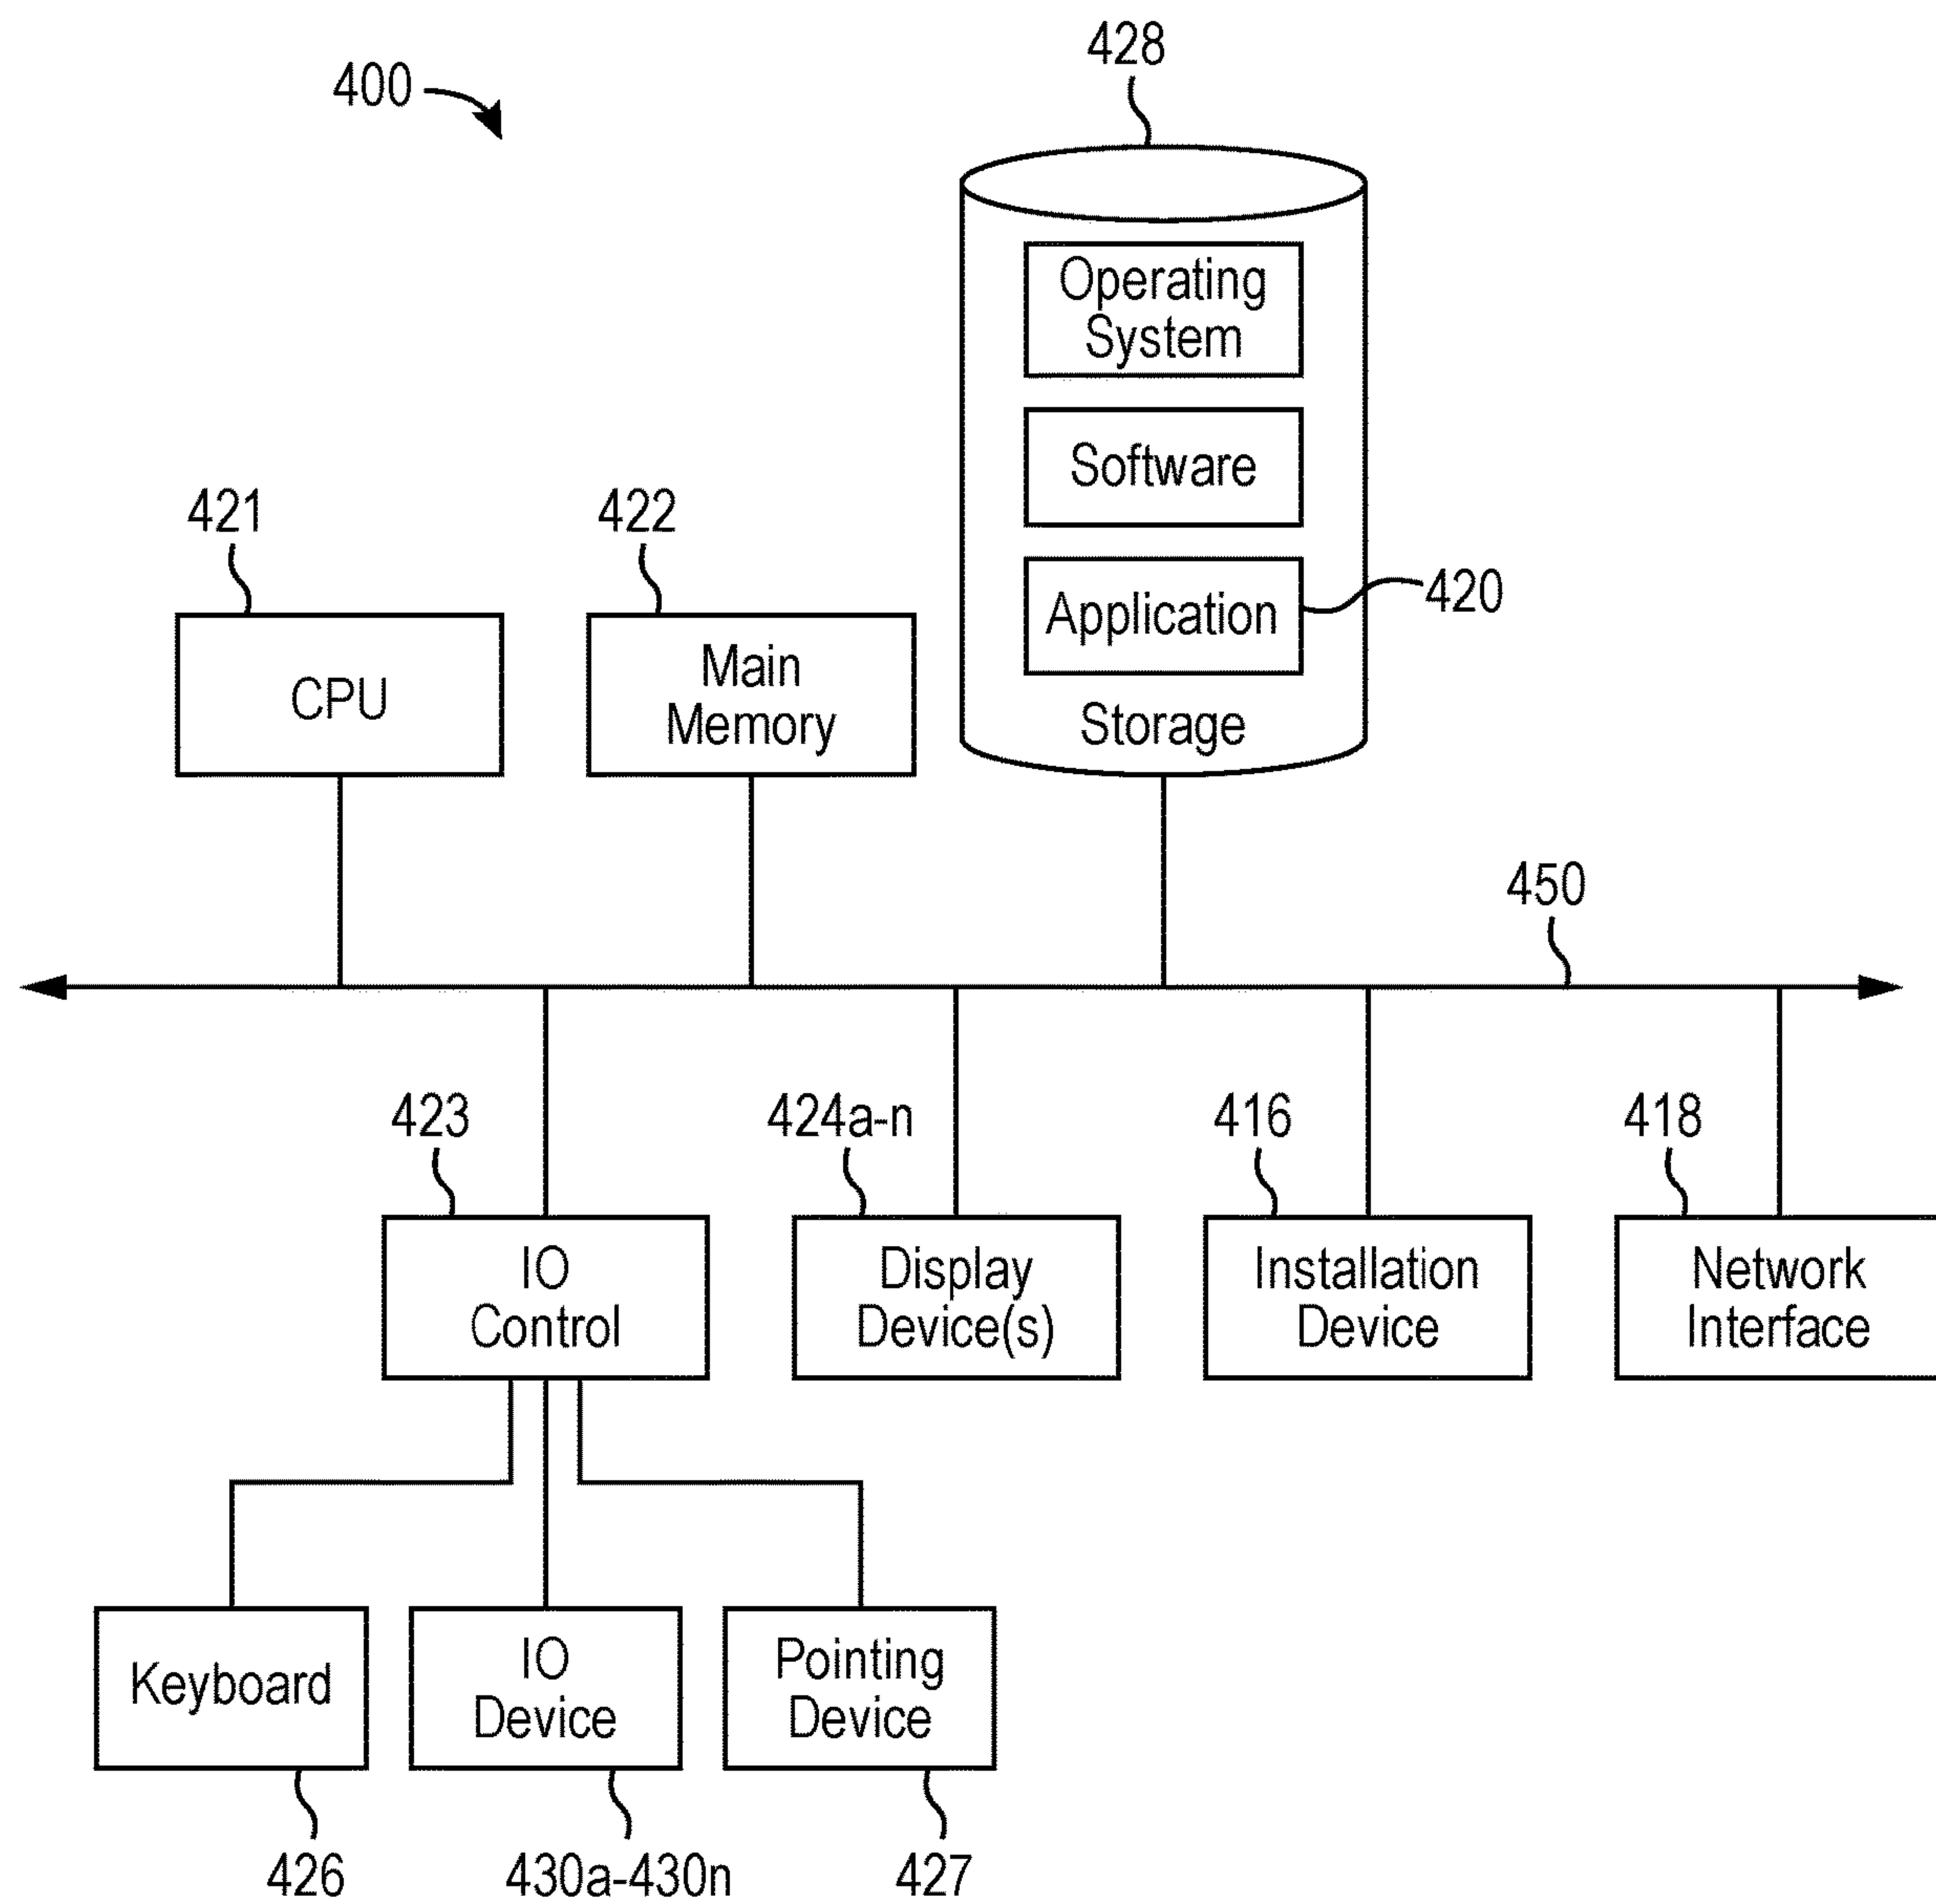 428
400
Operating
System
Software
421
422
Application
420
CPU
Main
Memory
Storage
450
423
424a-n
416
418
IO
Control
Display
Device(s)
Installation
Device
Network
Interface
Keyboard
IO
Device
Pointing
Device
426
430a-430n
427